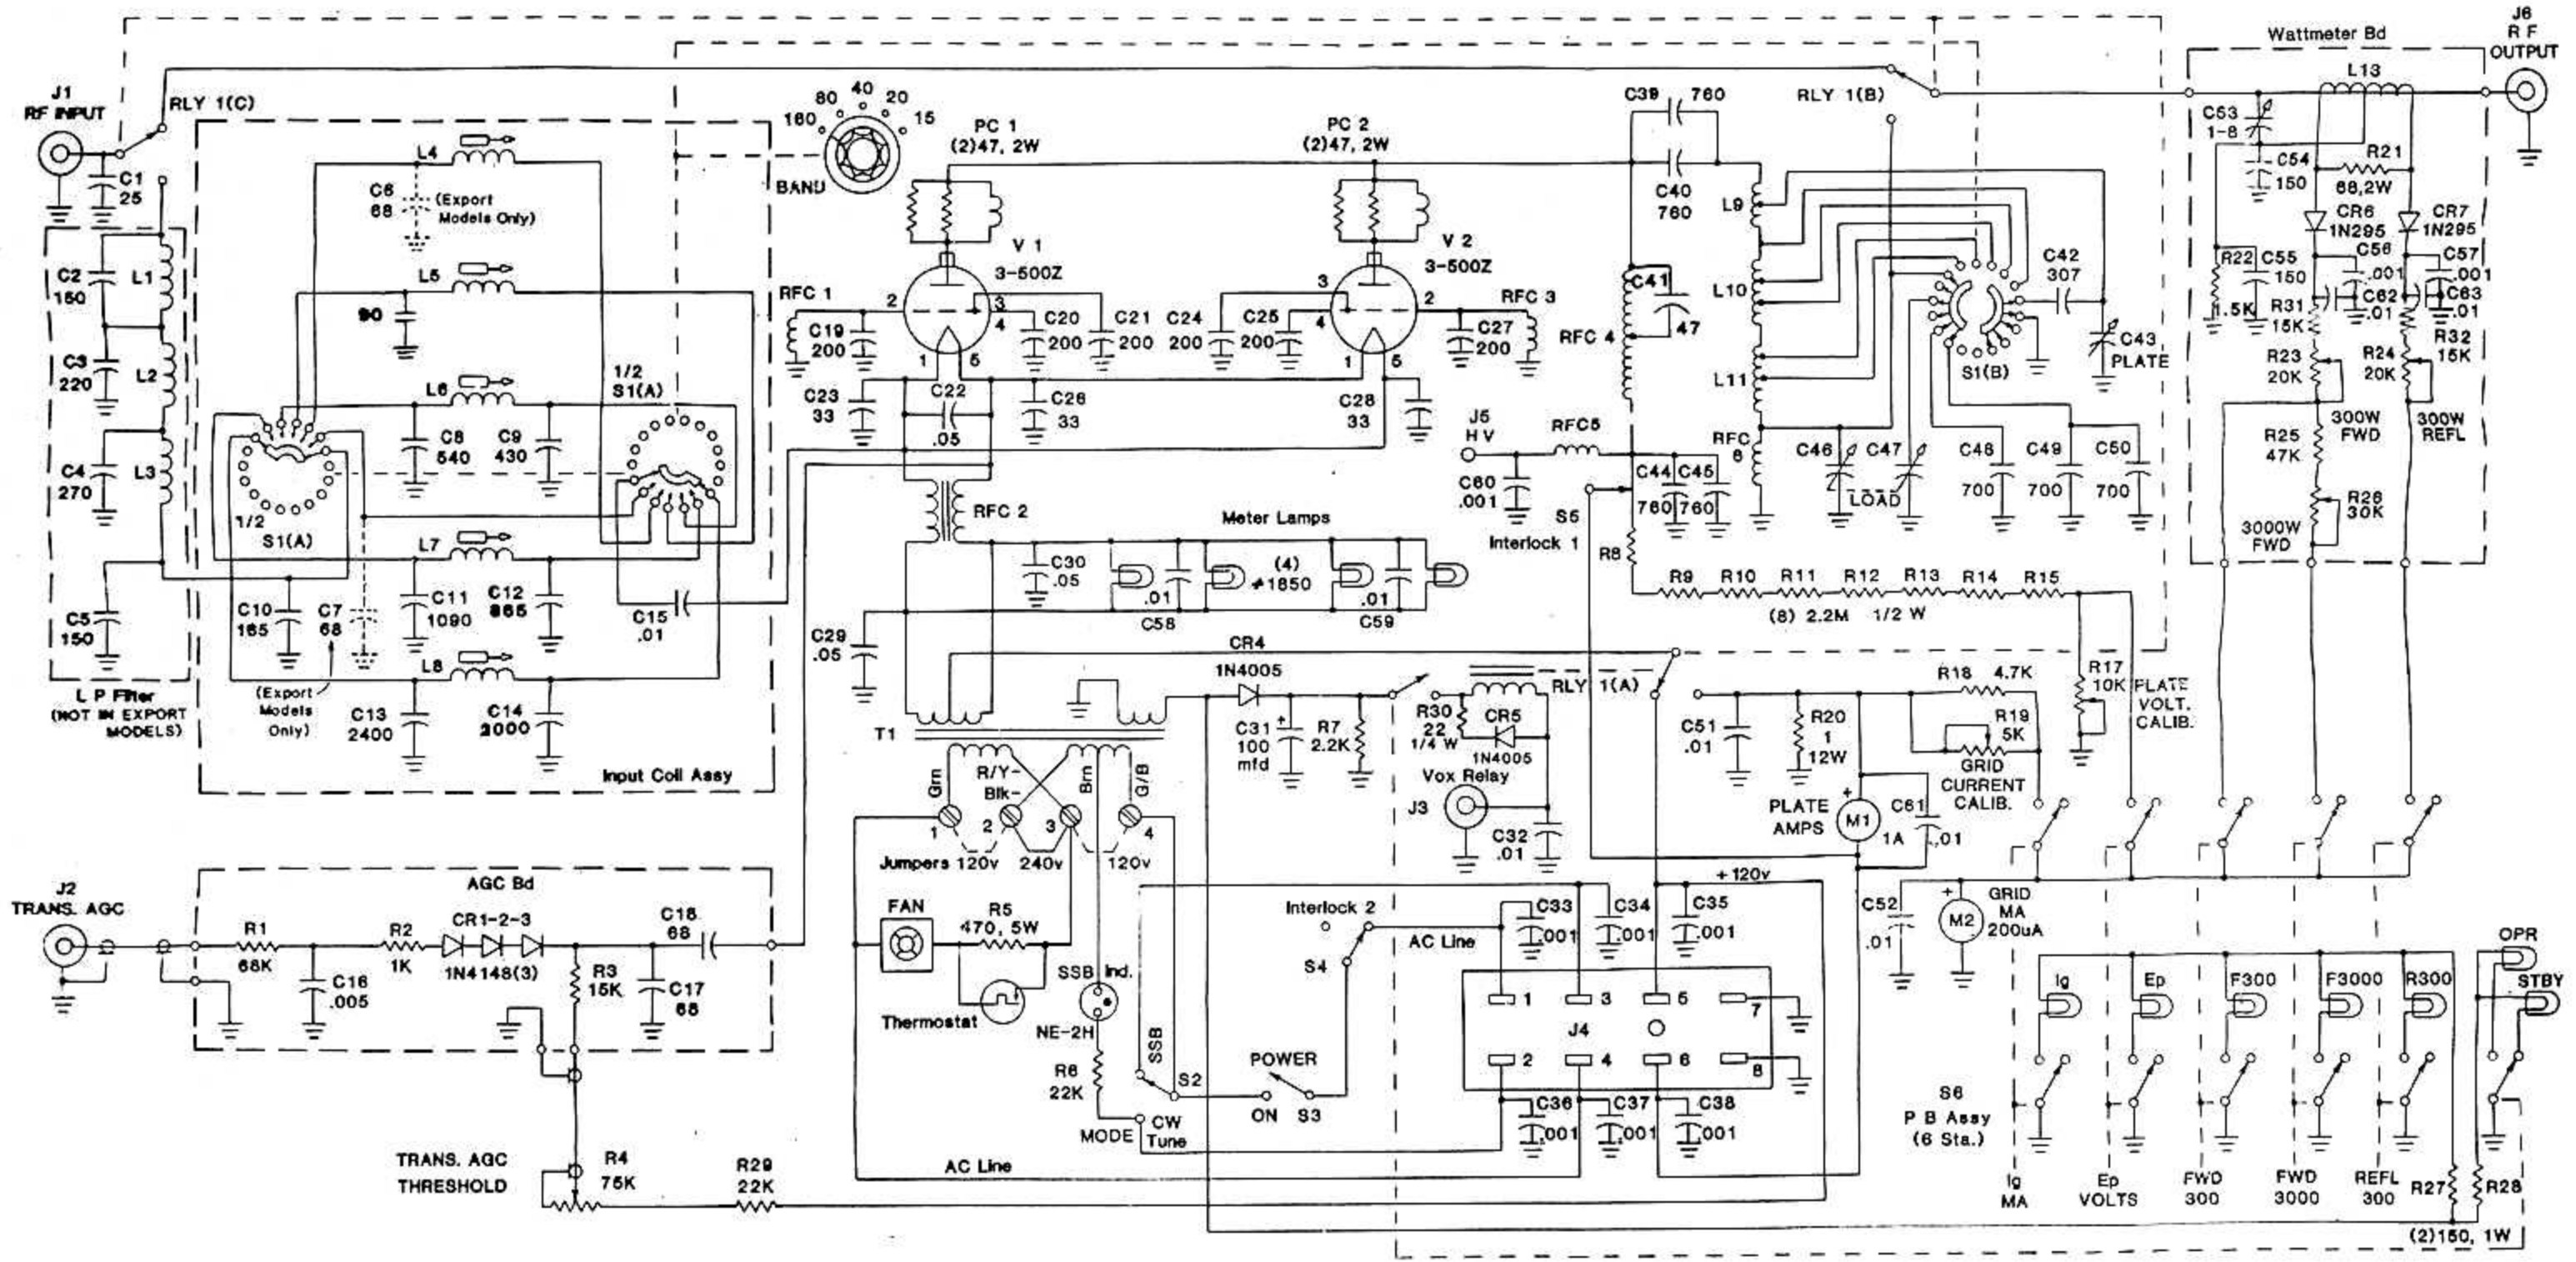 J6
R F
OUTPUT
Wattmeter Bd
L13
J1
RF INPUT
RLY 1(C)
C1
25
160
80
40
20
15
BAND
PC 1
(2)47, 2W
PC 2
(2)47, 2W
C39 760
C40
760
RLY 1(B)
C53
1-8
C54
150
R21
68,2W
CR6
1N295
CR7
1N295
R22
1.5K
C55
150
C56
.001
C57
.001
C62
.01
C63
.01
R31
15K
R32
15K
R23
20K
R24
20K
300W
FWD
300W
REFL
R25
47K
R26
30K
3000W
FWD
L4
C6
68
(Export
Models Only)
L5
90
L6
1/2
S1(A)
C8
540
C9
430
1/2
S1(A)
L7
C10
165
C7
68
C11
1090
C12
865
C15
.01
L8
(Export
Models
Only)
C13
2400
C14
2000
Input Coil Assy
C2
150
L1
C3
220
L2
C4
270
L3
C5
150
L P Filter
(NOT IN EXPORT
MODELS)
V 1
3-500Z
V 2
3-500Z
RFC 1
2
3
4
1
5
C19
200
C20
200
C21
200
C24
200
C25
200
3
4
2
1
5
RFC 3
C27
200
C23
33
C22
.05
C26
33
C28
33
RFC 2
RFC 4
C41
47
L9
L10
L11
C42
307
C43
PLATE
S1(B)
J5
H V
RFC5
C60
.001
C44
760
C45
760
RFC
6
C46
C47
LOAD
C48
700
C49
700
C50
700
S5
Interlock 1
R8
R9
R10
R11
R12
R13
R14
R15
(8) 2.2M 1/2 W
Meter Lamps
C30
.05
.01
C58
(4)
#1850
.01
C59
C29
.05
CR4
1N4005
T1
C31
100
mfd
+
R7
2.2K
R30
22
1/4 W
CR5
1N4005
RLY 1(A)
Vox Relay
J3
C32
.01
C51
.01
R20
1
12W
R18 4.7K
R19
5K
GRID
CURRENT
CALIB.
R17
10K
PLATE
VOLT.
CALIB.
PLATE
AMPS
+
M1
1A
C61
.01
Grn
R/Y-
Blk-
Brn
G/B
1
2
3
4
Jumpers 120v
240v
120v
FAN
R5
470, 5W
Thermostat
SSB Ind.
NE-2H
R6
22K
SSB
S2
MODE
CW
Tune
POWER
ON
S3
Interlock 2
S4
AC Line
AC Line
+120v
C33
.001
C34
.001
C35
.001
1
3
5
7
J4
2
4
6
8
C36
.001
C37
.001
C38
.001
C52
.01
+
M2
GRID
MA
200uA
Ig
Ep
F300
F3000
R300
OPR
STBY
S6
P B Assy
(6 Sta.)
Ig
MA
Ep
VOLTS
FWD
300
FWD
3000
REFL
300
R27
R28
(2)150, 1W
J2
TRANS. AGC
AGC Bd
R1
68K
C16
.005
R2
1K
CR1-2-3
1N4148(3)
R3
15K
C18
68
C17
68
TRANS. AGC
THRESHOLD
R4
75K
R29
22K